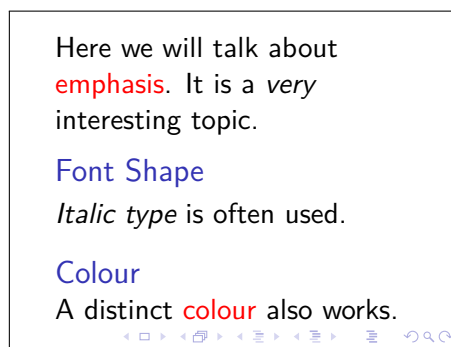 Here we will talk about
emphasis. It is a very
interesting topic.
Font Shape
Italic type is often used.
Colour
A distinct colour also works.